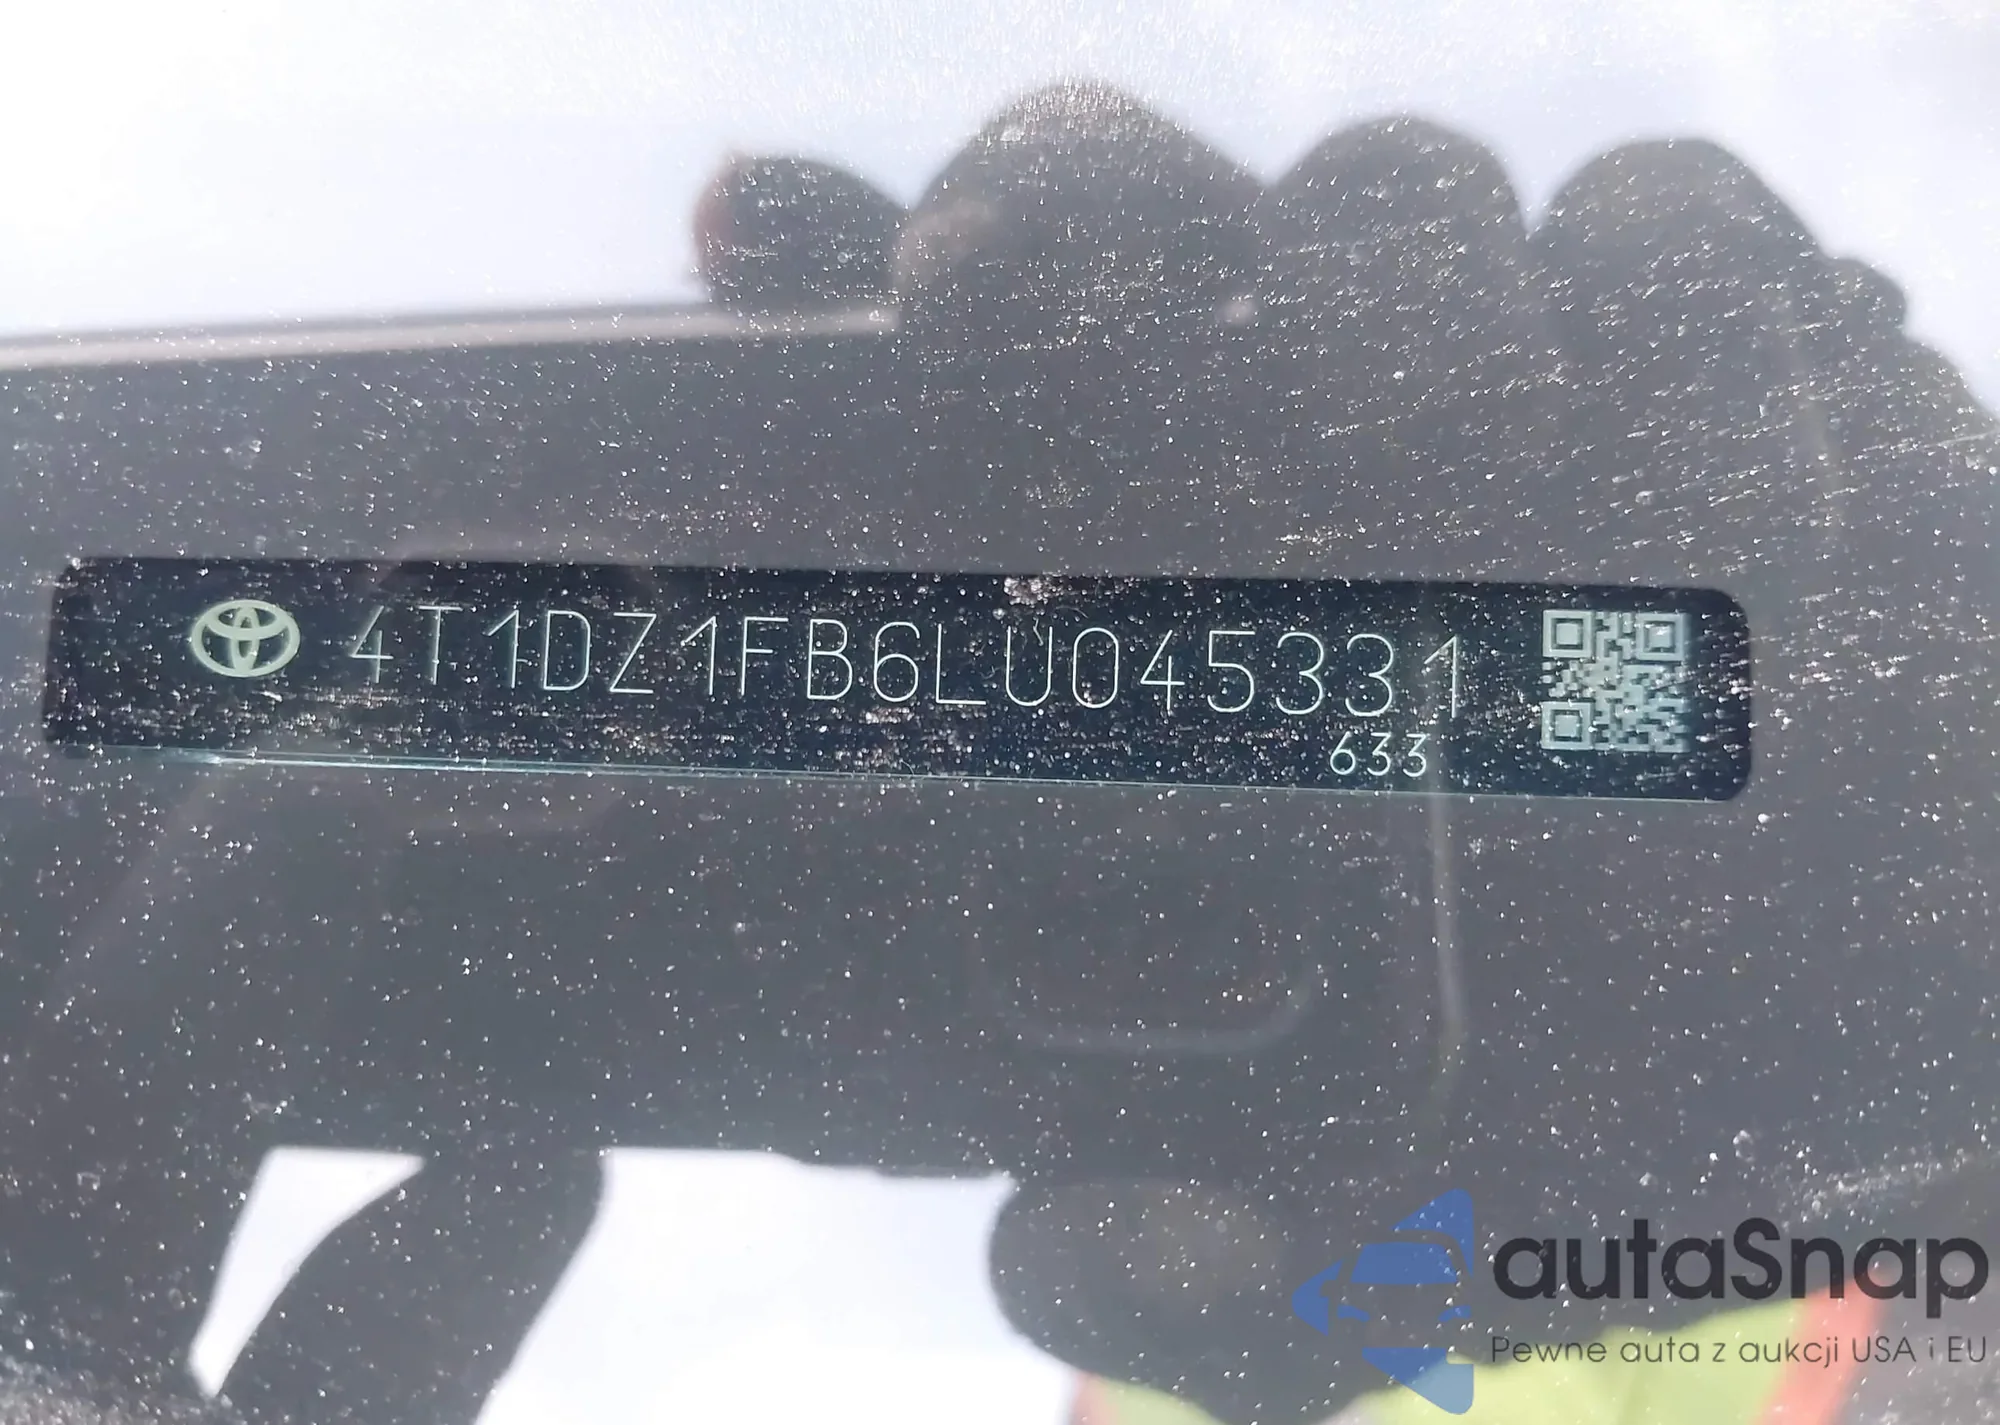 4T1DZ1FB6LU045331
633
autaSnap
Pewne auta z aukcji USA i EU